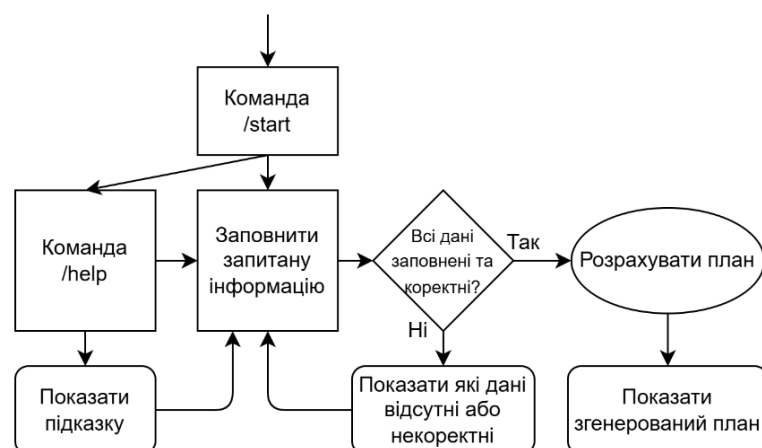 Команда
/start
Команда
/help
Заповнити
запитану
інформацію
Всі дані
заповнені та
коректні?
Так
Ні
Розрахувати план
Показати
підказку
Показати які дані
відсутні або
некоректні
Показати
згенерований план